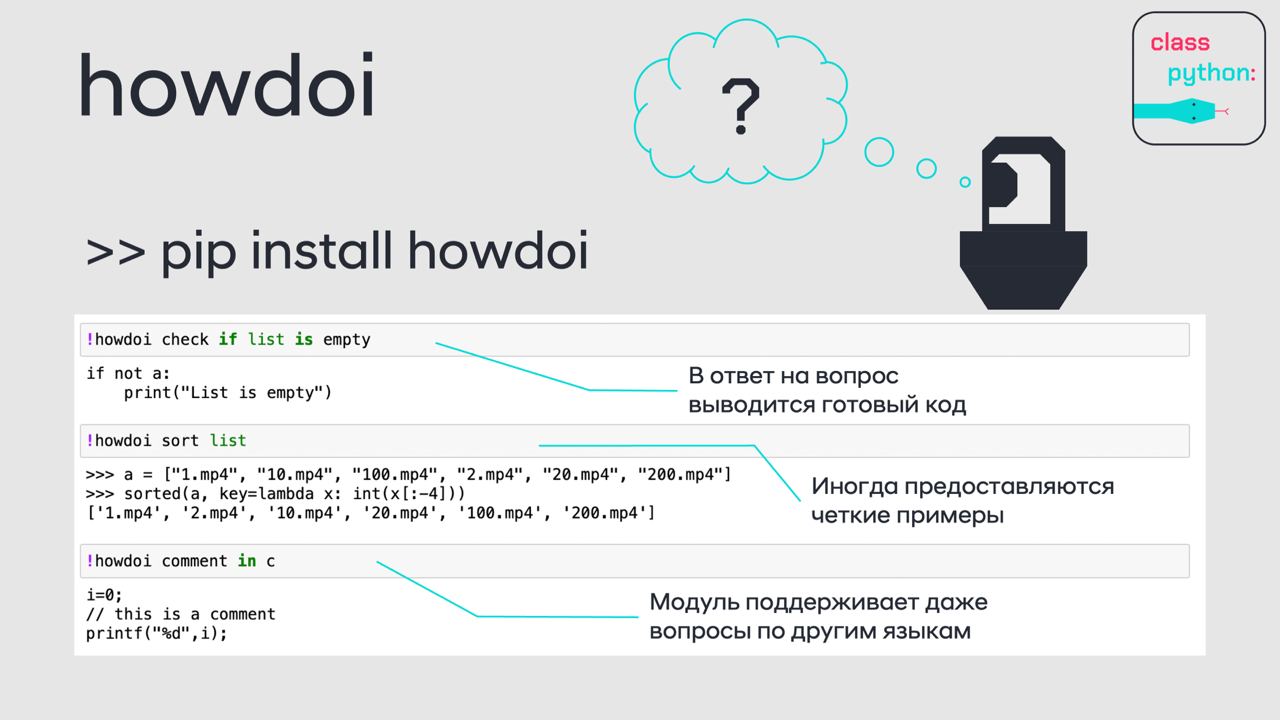 howdoi
?
class
python:
>> pip install howdoi
!howdoi check if list is empty
if not a:
    print("List is empty")
В ответ на вопрос
выводится готовый код
!howdoi sort list
>>> a = ["1.mp4", "10.mp4", "100.mp4", "2.mp4", "20.mp4", "200.mp4"]
>>> sorted(a, key=lambda x: int(x[:-4]))
['1.mp4', '2.mp4', '10.mp4', '20.mp4', '100.mp4', '200.mp4']
Иногда предоставляются
четкие примеры
!howdoi comment in c
i=0;
// this is a comment
printf("%d",i);
Модуль поддерживает даже
вопросы по другим языкам